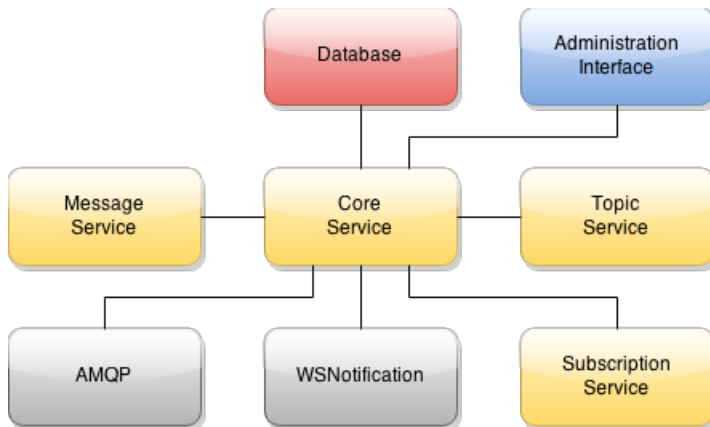 Database
Administration
Interface
Message
Service
Core
Service
Topic
Service
AMQP
WSNotification
Subscription
Service